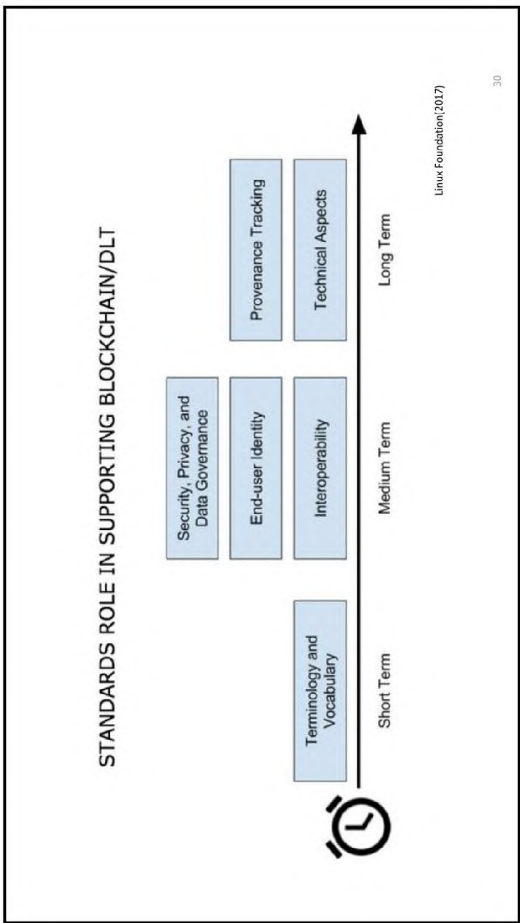 STANDARDS ROLE IN SUPPORTING BLOCKCHAIN/DLT
Security, Privacy, and
Data Governance
End-user Identity
Provenance Tracking
Terminology and
Vocabulary
Interoperability
Technical Aspects
Short Term
Medium Term
Long Term
Linux Foundation(2017)
30